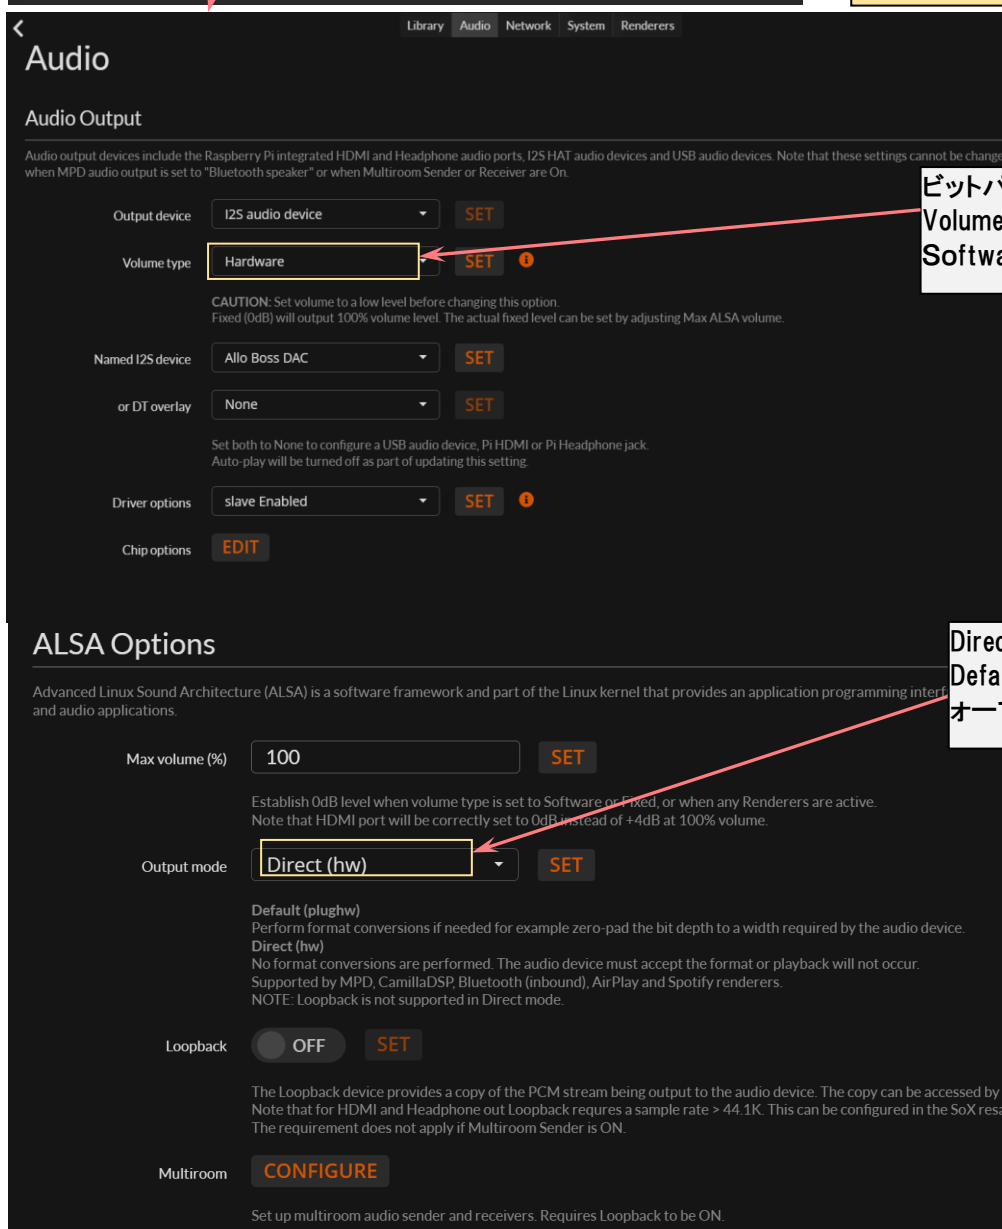 Library Audio Network System Renderers
Audio
Audio Output
Audio output devices include the Raspberry Pi integrated HDMI and Headphone audio ports, I2S HAT audio devices and USB audio devices. Note that these settings cannot be change
when MPD audio output is set to "Bluetooth speaker" or when Multiroom Sender or Receiver are On.
ビットパ
Volume
Softwa
Output device I2S audio device SET
Volume type Hardware SET
CAUTION: Set volume to a low level before changing this option.
Fixed (0dB) will output 100% volume level. The actual fixed level can be set by adjusting Max ALSA volume.
Named I2S device Allo Boss DAC SET
or DT overlay None SET
Set both to None to configure a USB audio device, Pi HDMI or Pi Headphone jack.
Auto-play will be turned off as part of updating this setting.
Driver options slave Enabled SET
Chip options EDIT
ALSA Options
Direc
Defa
ォーマ
Advanced Linux Sound Architecture (ALSA) is a software framework and part of the Linux kernel that provides an application programming interf
and audio applications.
Max volume (%) 100 SET
Establish 0dB level when volume type is set to Software or Fixed, or when any Renderers are active.
Note that HDMI port will be correctly set to 0dB instead of +4dB at 100% volume.
Output mode Direct (hw) SET
Default (plughw)
Perform format conversions if needed for example zero-pad the bit depth to a width required by the audio device.
Direct (hw)
No format conversions are performed. The audio device must accept the format or playback will not occur.
Supported by MPD, CamillaDSP, Bluetooth (inbound), AirPlay and Spotify renderers.
NOTE: Loopback is not supported in Direct mode.
Loopback OFF SET
The Loopback device provides a copy of the PCM stream being output to the audio device. The copy can be accessed by
Note that for HDMI and Headphone out Loopback requres a sample rate > 44.1K. This can be configured in the SoX resa
The requirement does not apply if Multiroom Sender is ON.
Multiroom CONFIGURE
Set up multiroom audio sender and receivers. Requires Loopback to be ON.